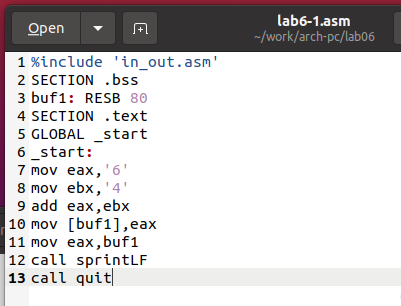 Open
lab6-1.asm
~/work/arch-pc/lab06
1 %include 'in_out.asm'
2 SECTION .bss
3 buf1: RESB 80
4 SECTION .text
5 GLOBAL _start
6 _start:
7 mov eax,'6'
8 mov ebx,'4'
9 add eax,ebx
10 mov [buf1],eax
11 mov eax,buf1
12 call sprintLF
13 call quit